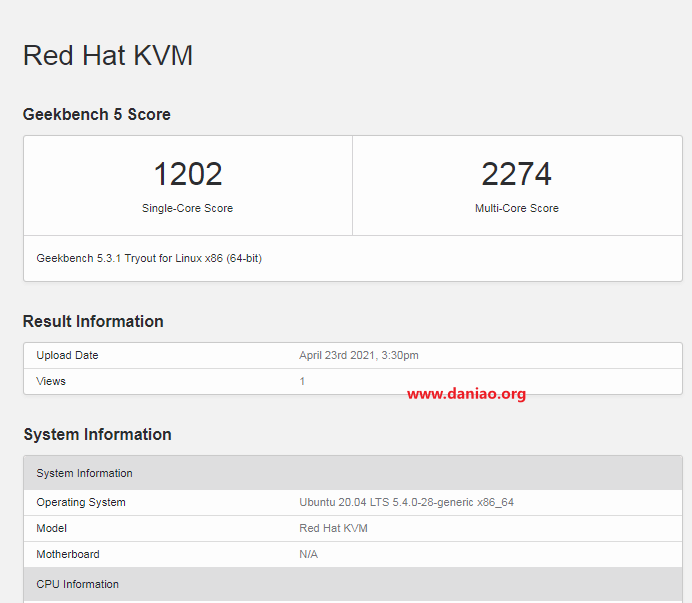 Red Hat KVM
Geekbench 5 Score
1202 2274
Single-Core Score Multi-Core Score
Geekbench 5.3.1 Tryout for Linux x86 (64-bit)
Result Information
Upload Date April 23rd 2021, 3:30pm
Views 1
www.daniao.org
System Information
System Information
Operating System Ubuntu 20.04 LTS 5.4.0-28-generic x86_64
Model Red Hat KVM
Motherboard N/A
CPU Information